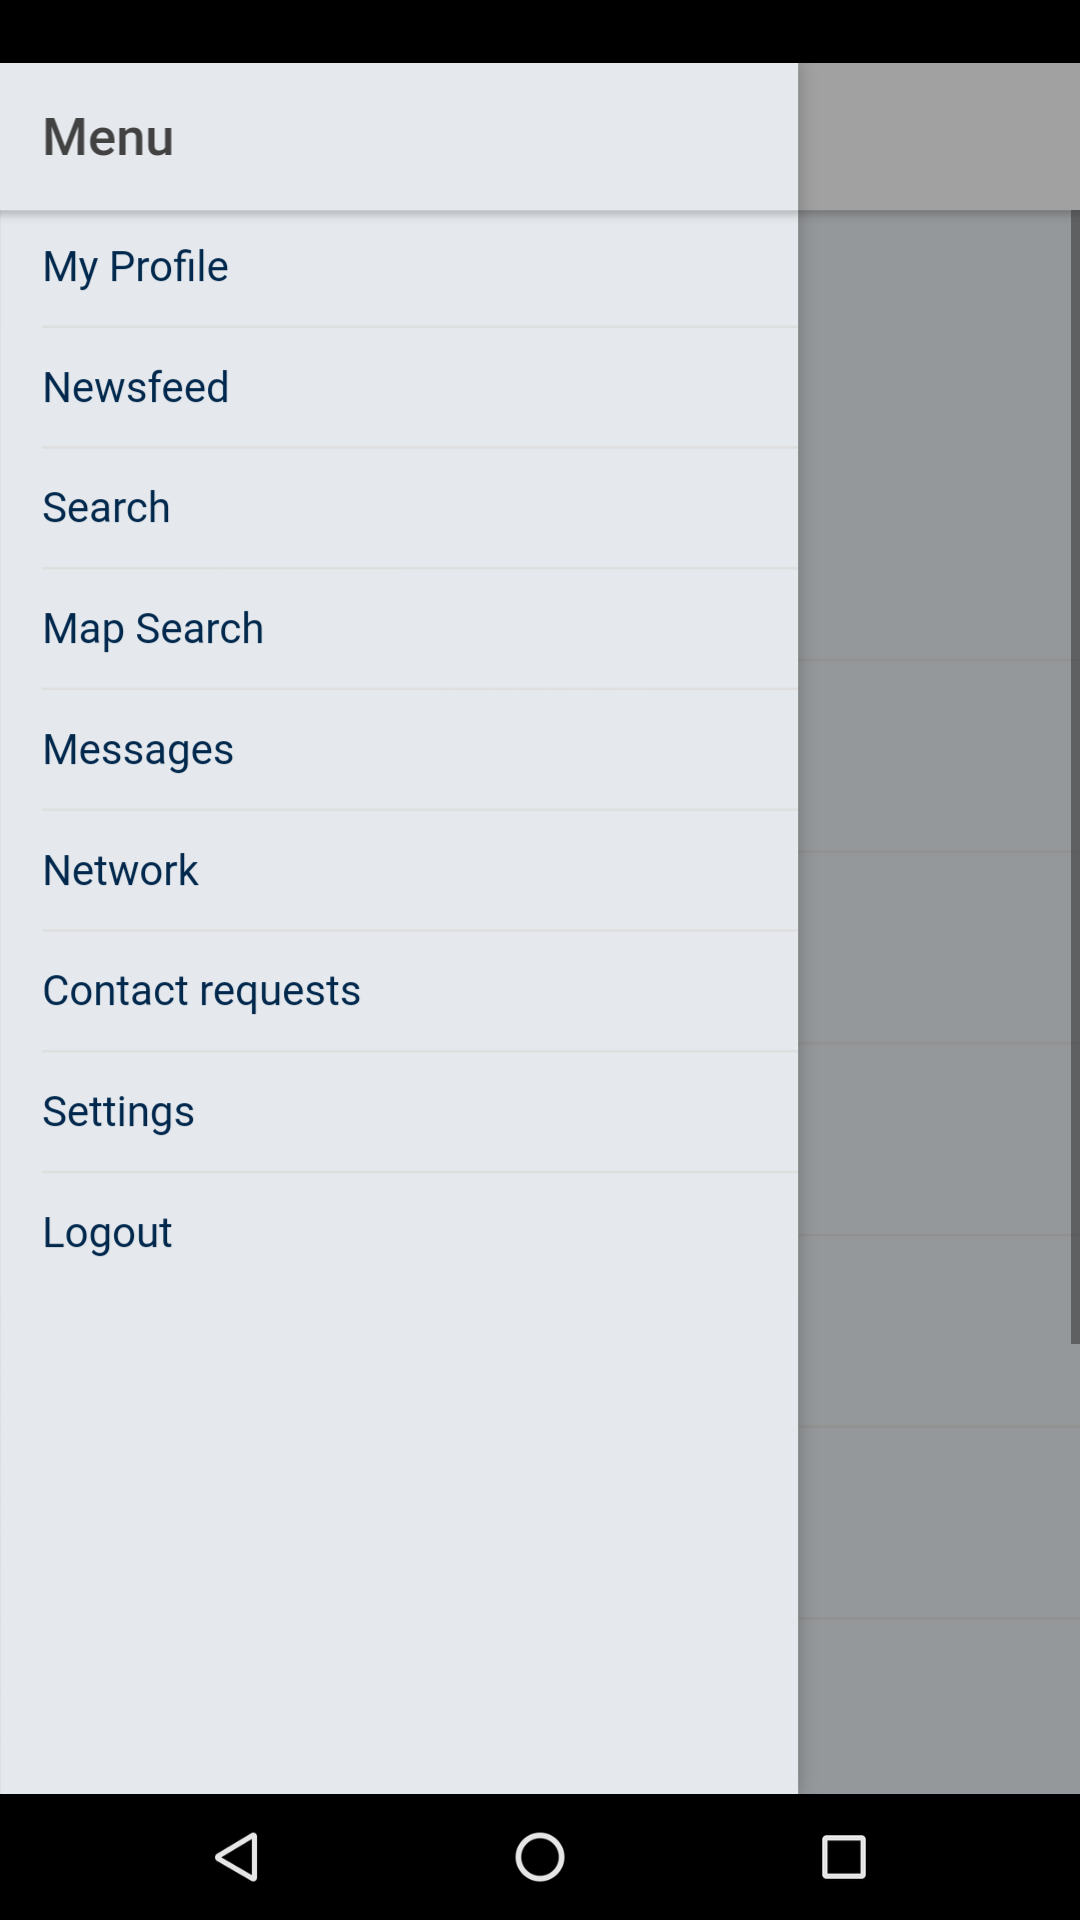 Menu
My Profile
Newsfeed
Search
Map Search
Messages
Network
Contact requests
Settings
Logout